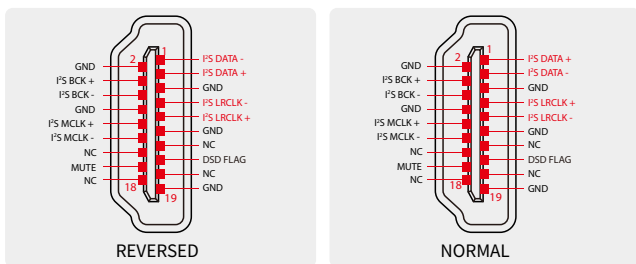 2
1
GND
I²S BCK +
I²S BCK -
GND
I²S MCLK +
I²S MCLK -
NC
MUTE
NC
18
I²S DATA -
I²S DATA +
GND
I²S LRCLK -
I²S LRCLK +
GND
NC
DSD FLAG
NC
GND
19
REVERSED
2
1
GND
I²S BCK +
I²S BCK -
GND
I²S MCLK +
I²S MCLK -
NC
MUTE
NC
18
I²S DATA +
I²S DATA -
GND
I²S LRCLK +
I²S LRCLK -
GND
NC
DSD FLAG
NC
GND
19
NORMAL